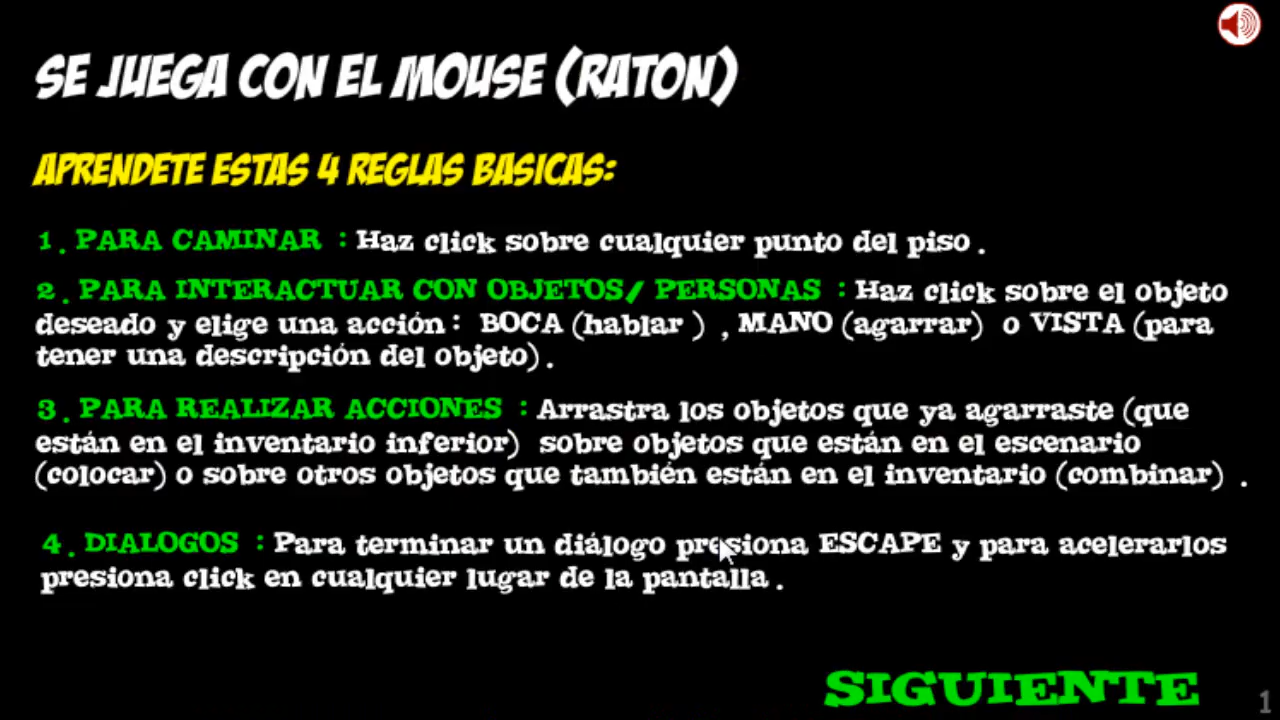 SE JUEGA CON EL MOUSE (RATON)
APRENDETE ESTAS 4 REGLAS BASICAS:
1. PARA CAMINAR : Haz click sobre cualquier punto del piso.
2. PARA INTERACTUAR CON OBJETOS/ PERSONAS : Haz click sobre el objeto
deseado y elige una acción: BOCA (hablar ) , MANO (agarrar) o VISTA (para
tener una descripción del objeto).
3. PARA REALIZAR ACCIONES : Arrastra los objetos que ya agarraste (que
están en el inventario inferior) sobre objetos que están en el escenario
(colocar) o sobre otros objetos que también están en el inventario (combinar) .
4. DIALOGOS : Para terminar un diálogo presiona ESCAPE y para acelerarlos
presiona click en cualquier lugar de la pantalla.
SIGUIENTE
1